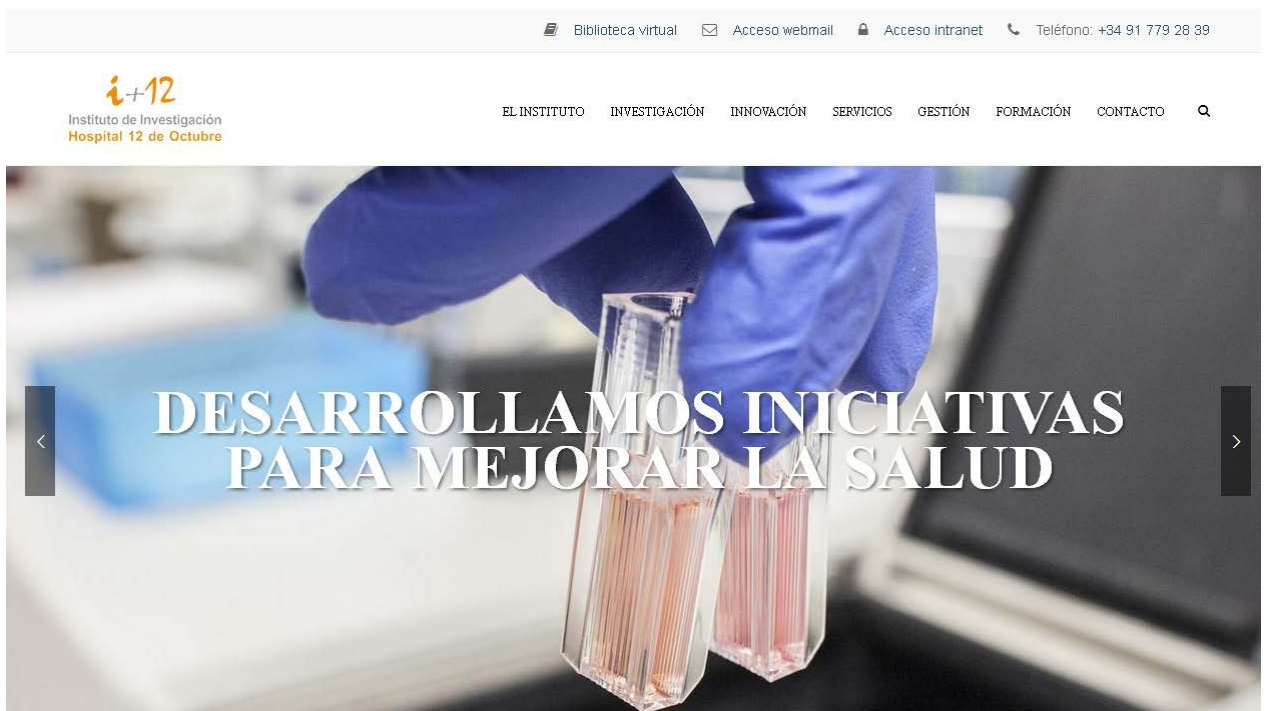 Biblioteca virtual Acceso webmail Acceso intranet Teléfono: +34 91 779 28 39
i+12
Instituto de Investigación
Hospital 12 de Octubre
EL INSTITUTO INVESTIGACIÓN INNOVACIÓN SERVICIOS GESTIÓN FORMACIÓN CONTACTO
DESARROLLAMOS INICIATIVAS
PARA MEJORAR LA SALUD